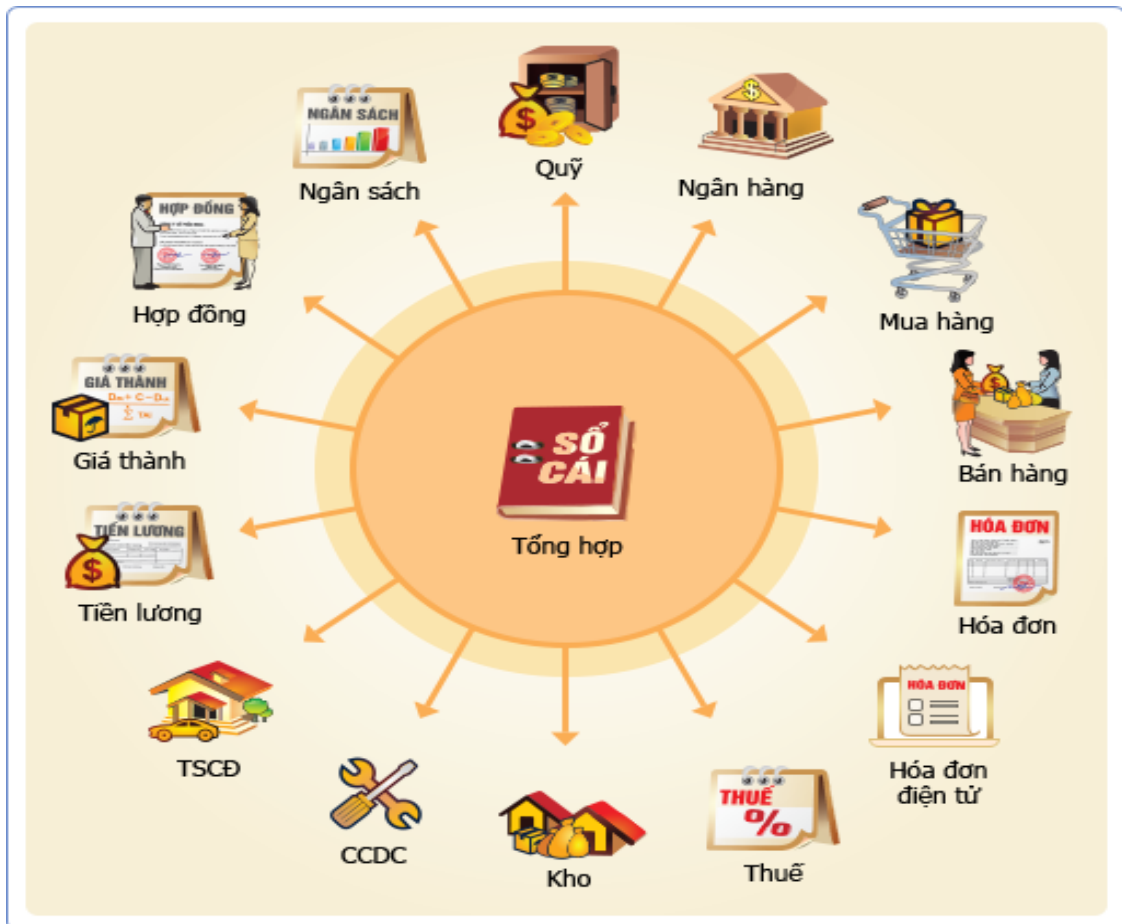 NGÂN SÁCH
Ngân sách
Quỹ
Ngân hàng
HỢP ĐỒNG
Hợp đồng
Mua hàng
GIÁ THÀNH
Giá thành
SỔ
CÁI
Tổng hợp
Bán hàng
TIỀN LƯƠNG
Tiền lương
HÓA ĐƠN
Hóa đơn
TSCĐ
HÓA ĐƠN
Hóa đơn
điện tử
CCDC
Kho
THUẾ
%
Thuế